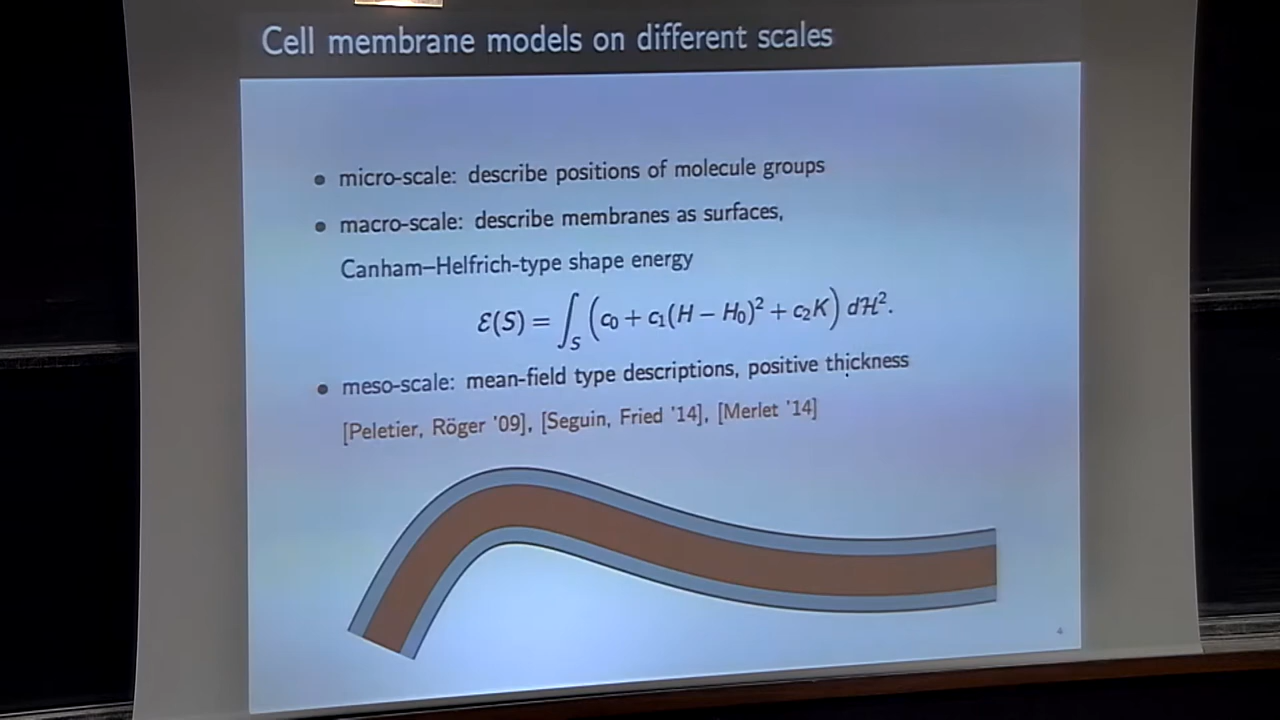 Cell membrane models on different scales
• micro-scale: describe positions of molecule groups
• macro-scale: describe membranes as surfaces,
Canham–Helfrich-type shape energy
ℰ(S) = ∫_S (c₀ + c₁(H − H₀)² + c₂K) dℋ².
• meso-scale: mean-field type descriptions, positive thickness
[Peletier, Röger '09], [Seguin, Fried '14], [Merlet '14]
4